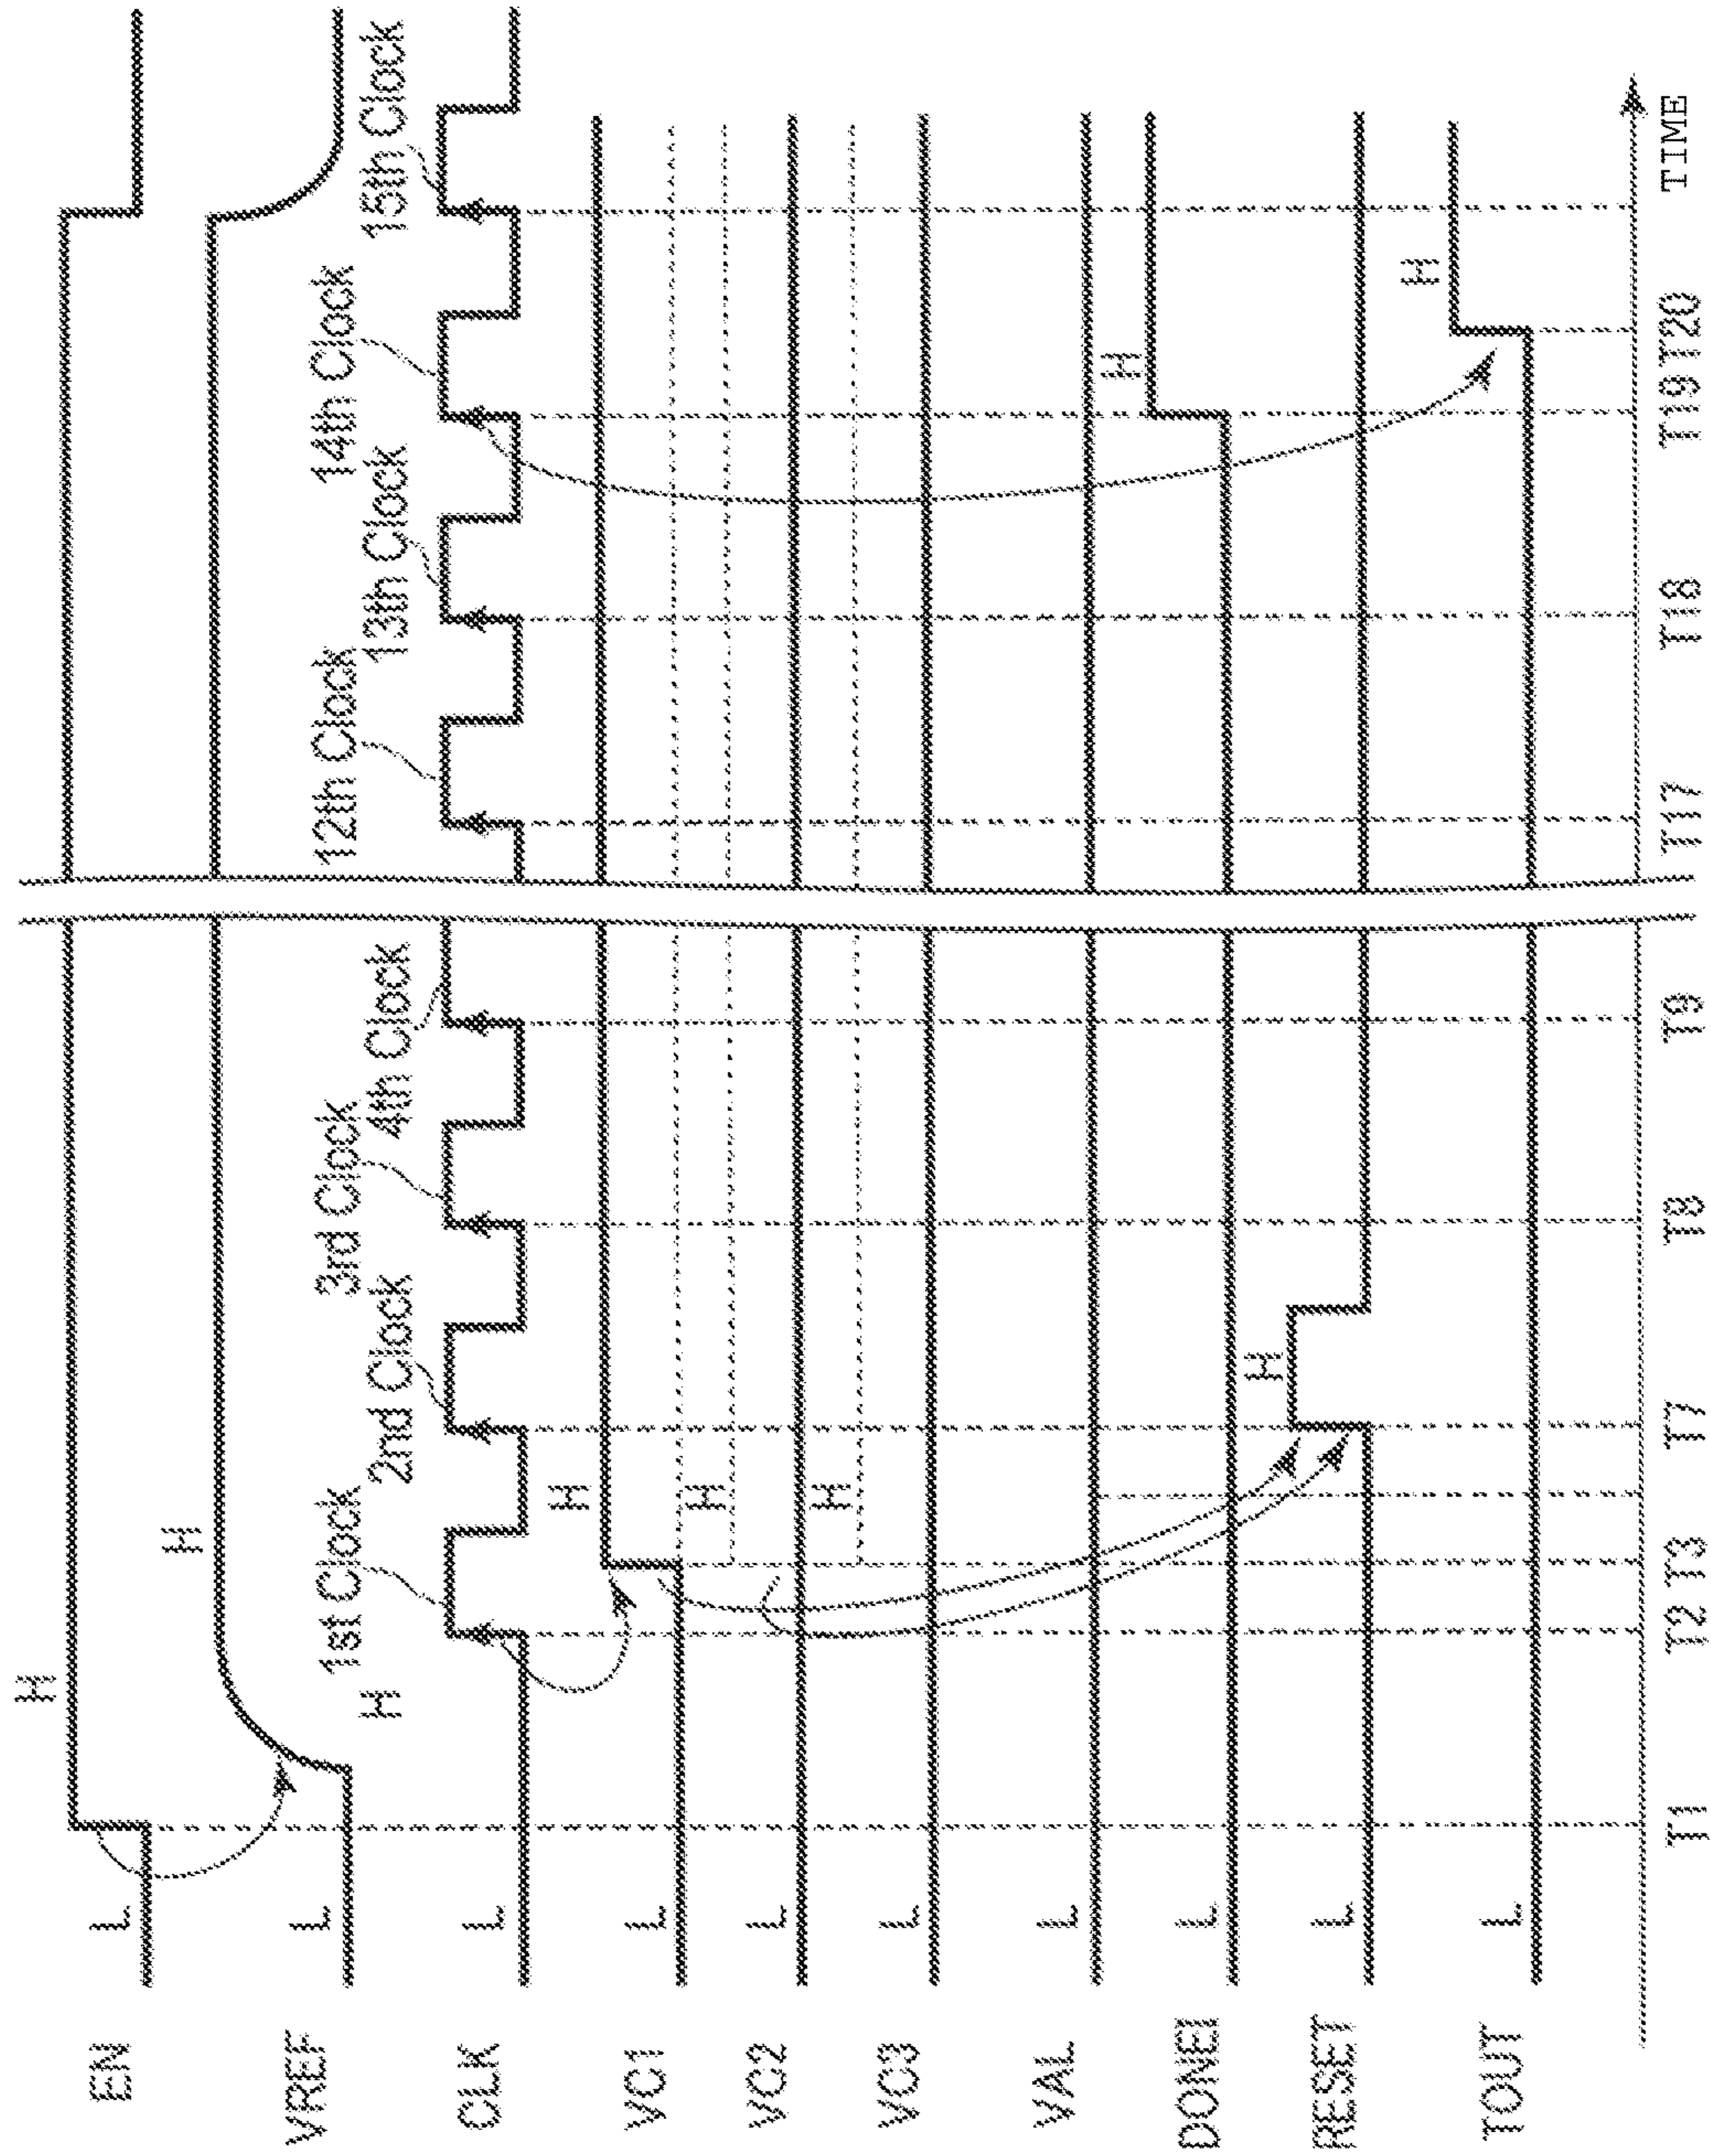 EN L H
VREF L H
1st Clock 3rd Clock 12th Clock 14th Clock
H 2nd Clock 4th Clock 13th Clock 15th Clock
CLK L
VC1 L H
VC2 L H
VC3 L H
VAL L
DONEI L H
RESET L H
TOUT L H
T1 T2 T3 T7 T8 T9 T17 T18 T19 T20 TIME